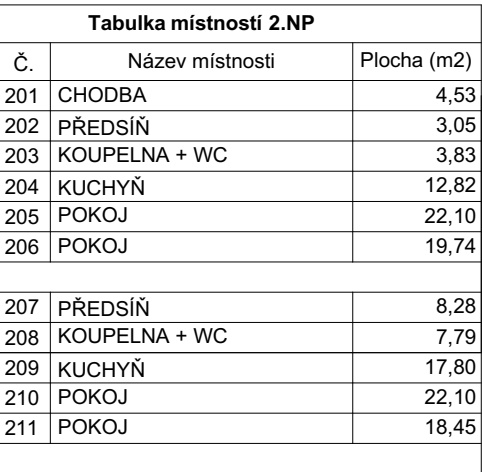 Tabulka místností 2.NP
Č. Název místnosti Plocha (m2)
201 CHODBA 4,53
202 PŘEDSÍŇ 3,05
203 KOUPELNA + WC 3,83
204 KUCHYŇ 12,82
205 POKOJ 22,10
206 POKOJ 19,74
207 PŘEDSÍŇ 8,28
208 KOUPELNA + WC 7,79
209 KUCHYŇ 17,80
210 POKOJ 22,10
211 POKOJ 18,45